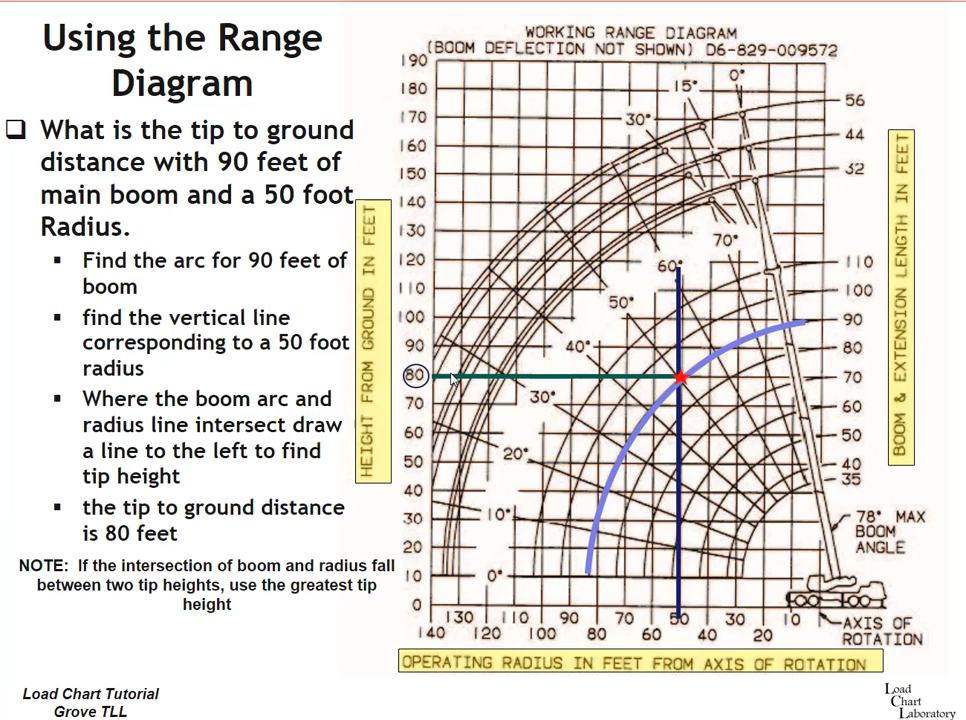 Using the Range
Diagram
❑ What is the tip to ground
distance with 90 feet of
main boom and a 50 foot
Radius.
▪ Find the arc for 90 feet of
boom
▪ find the vertical line
corresponding to a 50 foot
radius
▪ Where the boom arc and
radius line intersect draw
a line to the left to find
tip height
▪ the tip to ground distance
is 80 feet
NOTE: If the intersection of boom and radius fall
between two tip heights, use the greatest tip
height
Load Chart Tutorial
Grove TLL
WORKING RANGE DIAGRAM
(BOOM DEFLECTION NOT SHOWN) D6-829-009572
HEIGHT FROM GROUND IN FEET
190
180
170
160
150
140
130
120
110
100
90
80
70
60
50
40
30
20
10
0
0°
15°
30°
70°
60°
50°
40°
30°
20°
10°
0°
56
44
32
110
100
90
80
70
60
50
40
35
BOOM & EXTENSION LENGTH IN FEET
78° MAX
BOOM
ANGLE
AXIS OF
ROTATION
130 110 90 70 50 30 10
140 120 100 80 60 40 20
OPERATING RADIUS IN FEET FROM AXIS OF ROTATION
Load
Chart
Laboratory